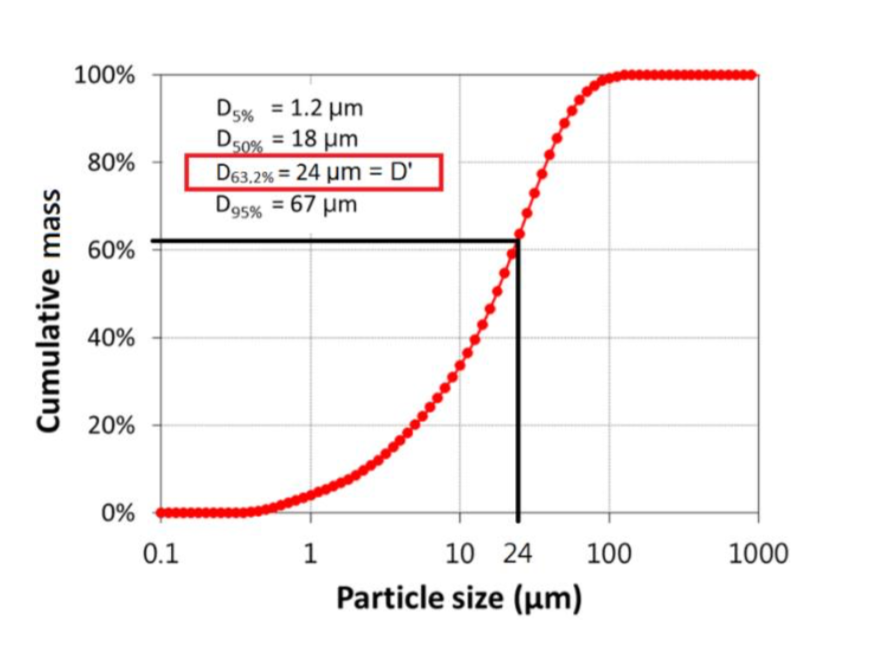 100%
D5% = 1.2 μm
D50% = 18 μm
80%
D63.2% = 24 μm = D'
D95% = 67 μm
60%
40%
20%
0%
Cumulative mass
0.1 1 10 24 100 1000
Particle size (μm)